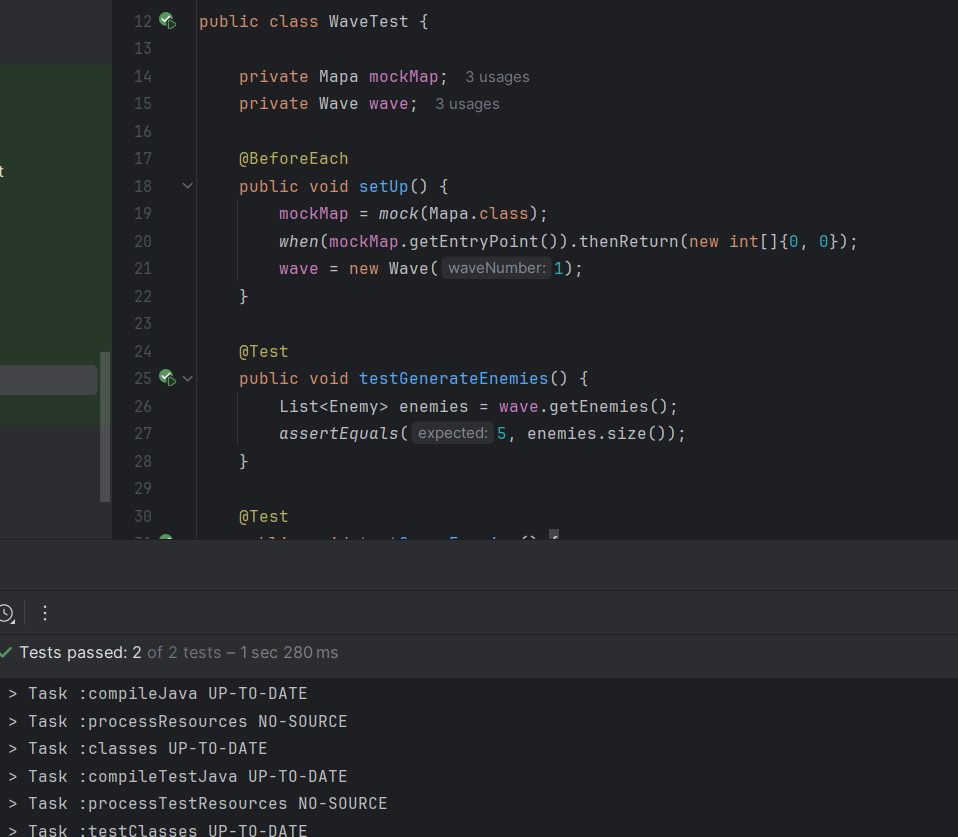 12 public class WaveTest {
13
14 private Mapa mockMap; 3 usages
15 private Wave wave; 3 usages
16
17 @BeforeEach
18 public void setUp() {
19 mockMap = mock(Mapa.class);
20 when(mockMap.getEntryPoint()).thenReturn(new int[]{0, 0});
21 wave = new Wave( waveNumber: 1);
22 }
23
24 @Test
25 public void testGenerateEnemies() {
26 List<Enemy> enemies = wave.getEnemies();
27 assertEquals( expected: 5, enemies.size());
28 }
29
30 @Test
t
Tests passed: 2 of 2 tests – 1 sec 280 ms
> Task :compileJava UP-TO-DATE
> Task :processResources NO-SOURCE
> Task :classes UP-TO-DATE
> Task :compileTestJava UP-TO-DATE
> Task :processTestResources NO-SOURCE
> Task :testClasses UP-TO-DATE